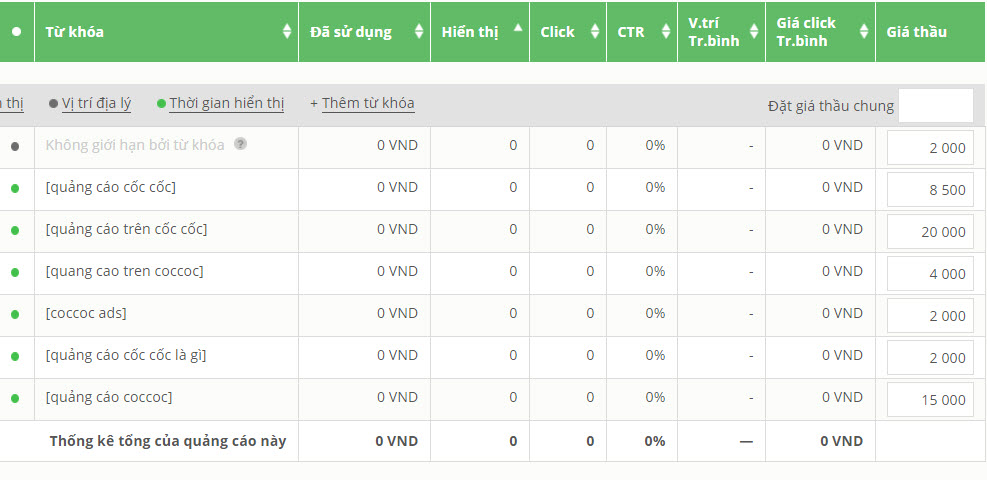 Từ khóa Đã sử dụng Hiển thị Click CTR V.trí Tr.bình Giá click Tr.bình Giá thầu
thị Vị trí địa lý Thời gian hiển thị + Thêm từ khóa Đặt giá thầu chung
Không giới hạn bởi từ khóa ? 0 VND 0 0 0% - 0 VND 2 000
[quảng cáo cốc cốc] 0 VND 0 0 0% - 0 VND 8 500
[quảng cáo trên cốc cốc] 0 VND 0 0 0% - 0 VND 20 000
[quang cao tren coccoc] 0 VND 0 0 0% - 0 VND 4 000
[coccoc ads] 0 VND 0 0 0% - 0 VND 2 000
[quảng cáo cốc cốc là gì] 0 VND 0 0 0% - 0 VND 2 000
[quảng cáo coccoc] 0 VND 0 0 0% - 0 VND 15 000
Thống kê tổng của quảng cáo này 0 VND 0 0 0% — 0 VND